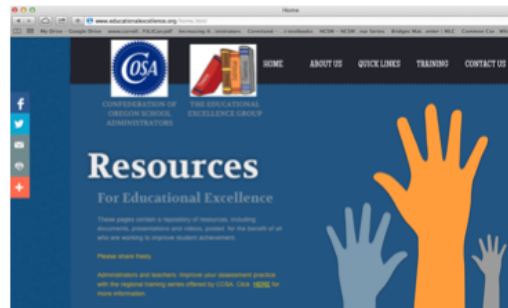 Home
www.educationalexcellence.org/home.html
COSA
HOME
ABOUT US
QUICK LINKS
TRAINING
CONTACT US
CONFEDERATION OF
OREGON SCHOOL
ADMINISTRATORS
THE EDUCATIONAL
EXCELLENCE GROUP
Resources
For Educational Excellence
These pages contain a repository of resources, including
documents, presentations and videos, posted for the benefit of all
who are working to improve student achievement.
Please share freely.
Administrators and teachers: improve your assessment practice
with the regional training series offered by COSA. Click HERE for
more information